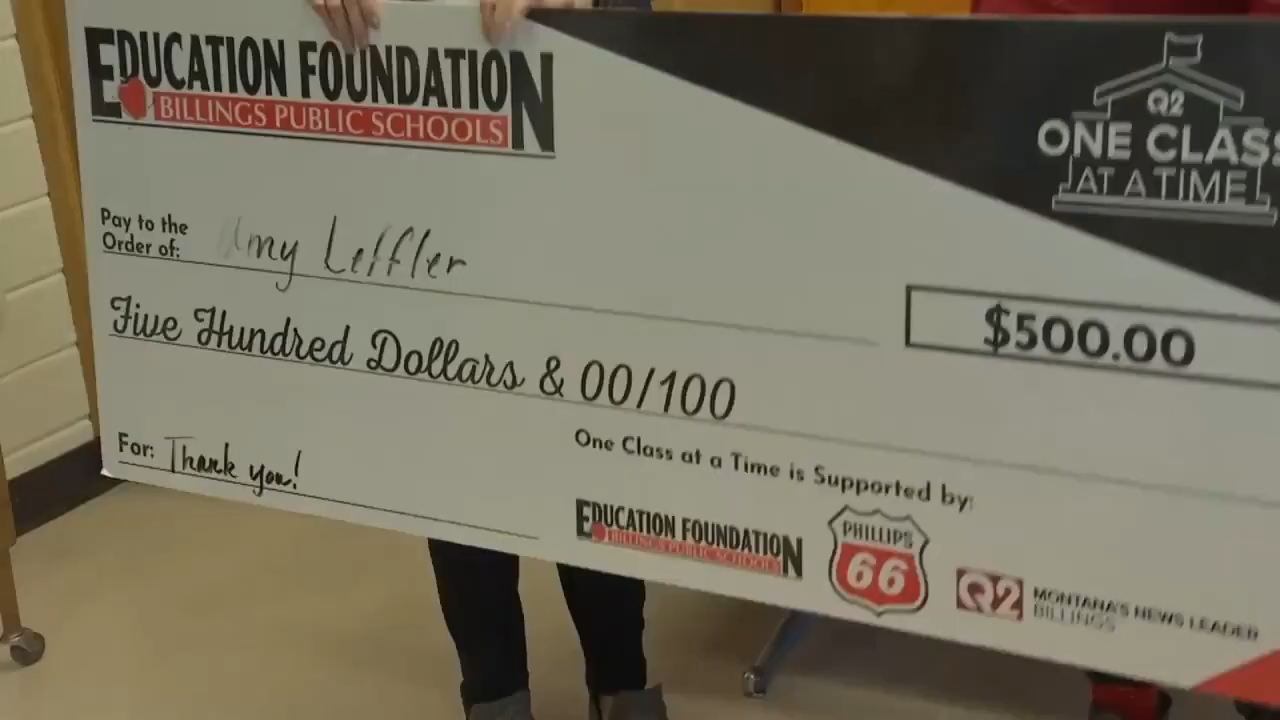 EDUCATION FOUNDATION
BILLINGS PUBLIC SCHOOLS
Q2
ONE CLASS
AT A TIME
Pay to the
Order of: Amy Leffler
$500.00
Five Hundred Dollars & 00/100
For: Thank you!
One Class at a Time is Supported by:
EDUCATION FOUNDATION
BILLINGS PUBLIC SCHOOLS
PHILLIPS
66
Q2
MONTANA'S NEWS LEADER
BILLINGS